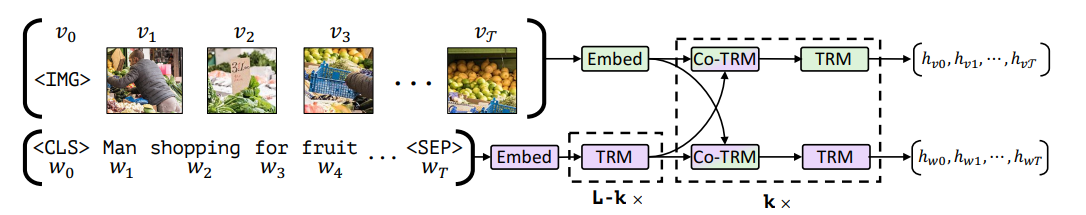 v0 v1 v2 v3 v𝒯
<IMG> ...
Embed Co-TRM TRM hv0, hv1, ⋯, hv𝒯
<CLS> Man shopping for fruit ... <SEP>
w0 w1 w2 w3 w4 wT
Embed TRM Co-TRM TRM hw0, hw1, ⋯, hwT
L-k × k ×